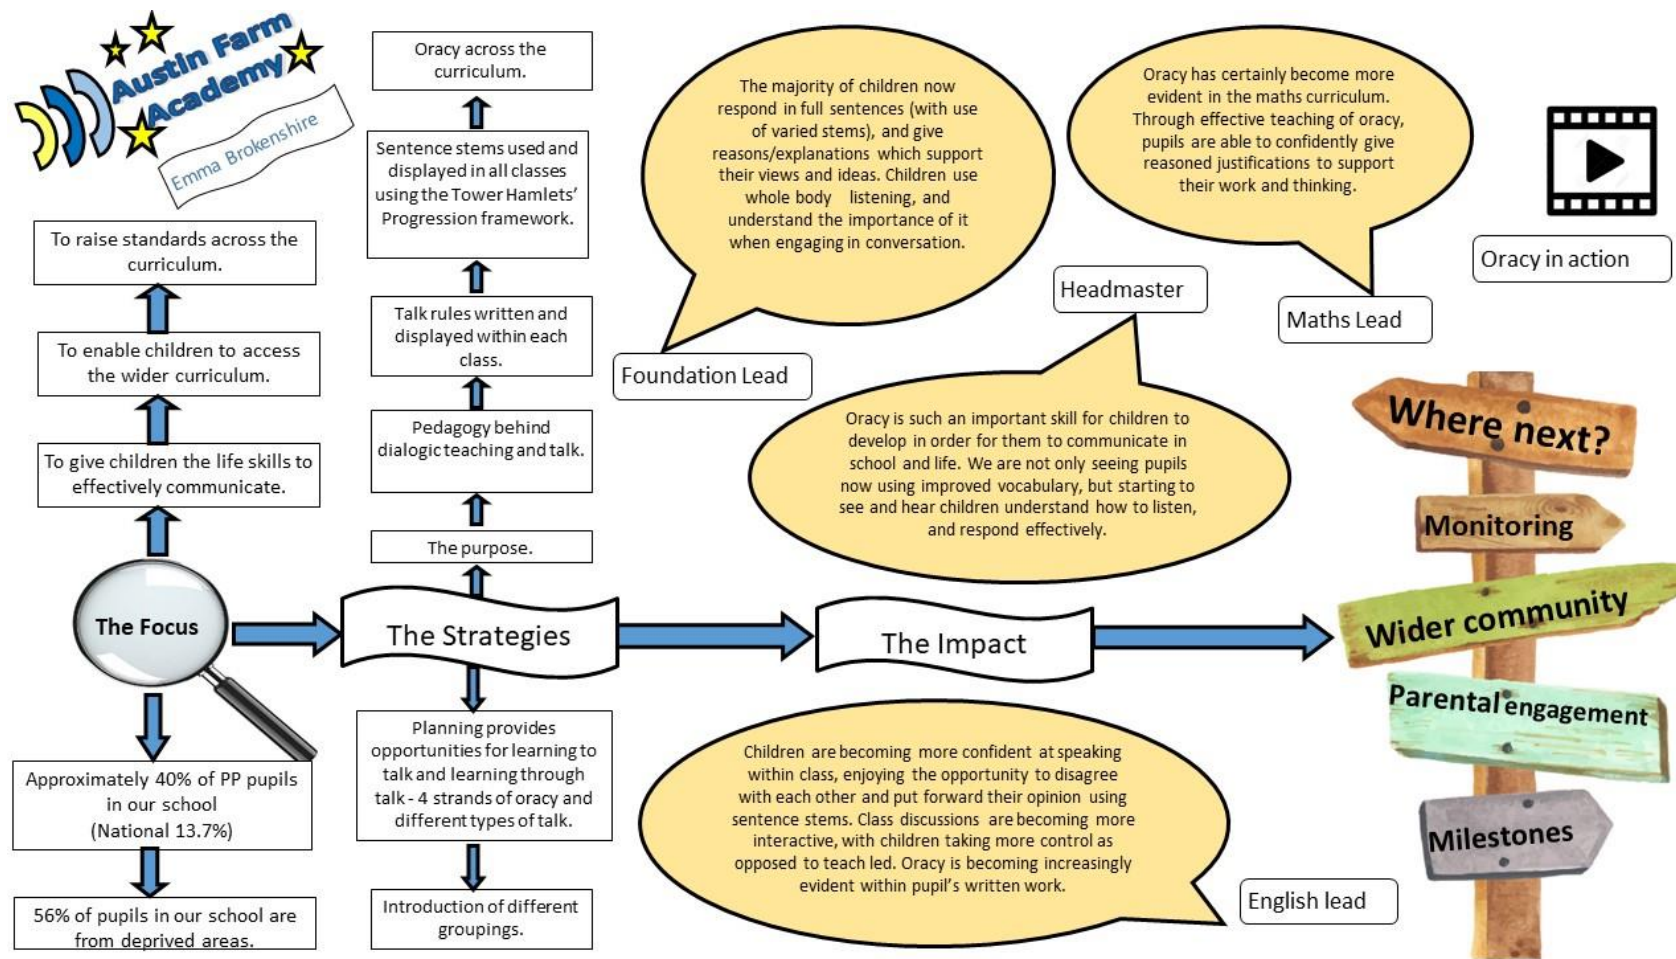 Austin Farm
Academy
Emma Brokenshire
To raise standards across the
curriculum.
To enable children to access
the wider curriculum.
To give children the life skills to
effectively communicate.
The Focus
Approximately 40% of PP pupils
in our school
(National 13.7%)
56% of pupils in our school are
from deprived areas.
Oracy across the
curriculum.
Sentence stems used and
displayed in all classes
using the Tower Hamlets'
Progression framework.
Talk rules written and
displayed within each
class.
Pedagogy behind
dialogic teaching and talk.
The purpose.
The Strategies
Planning provides
opportunities for learning to
talk and learning through
talk - 4 strands of oracy and
different types of talk.
Introduction of different
groupings.
The majority of children now
respond in full sentences (with use
of varied stems), and give
reasons/explanations which support
their views and ideas. Children use
whole body listening, and
understand the importance of it
when engaging in conversation.
Foundation Lead
Oracy has certainly become more
evident in the maths curriculum.
Through effective teaching of oracy,
pupils are able to confidently give
reasoned justifications to support
their work and thinking.
Maths Lead
Oracy in action
Headmaster
Oracy is such an important skill for children to
develop in order for them to communicate in
school and life. We are not only seeing pupils
now using improved vocabulary, but starting to
see and hear children understand how to listen,
and respond effectively.
The Impact
Children are becoming more confident at speaking
within class, enjoying the opportunity to disagree
with each other and put forward their opinion using
sentence stems. Class discussions are becoming more
interactive, with children taking more control as
opposed to teach led. Oracy is becoming increasingly
evident within pupil's written work.
English lead
Where next?
Monitoring
Wider community
Parental engagement
Milestones